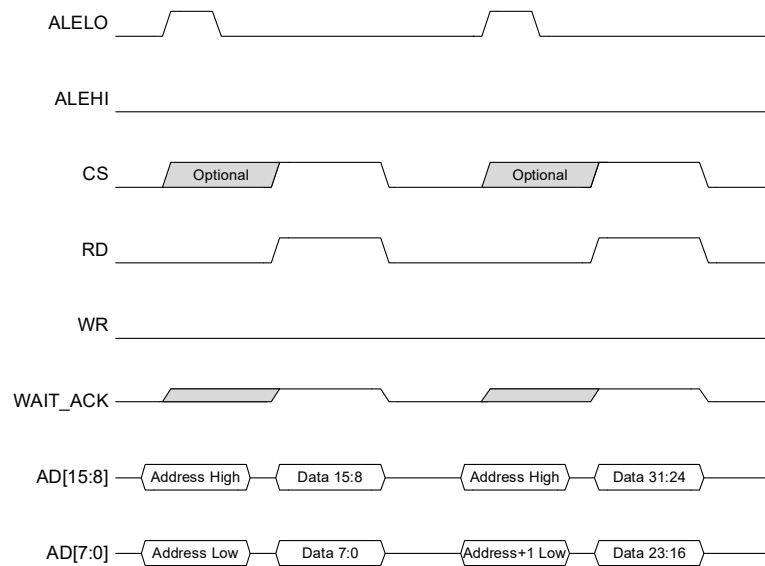 ALELO
ALEHI
CS Optional Optional
RD
WR
WAIT_ACK
AD[15:8] Address High Data 15:8 Address High Data 31:24
AD[7:0] Address Low Data 7:0 Address+1 Low Data 23:16